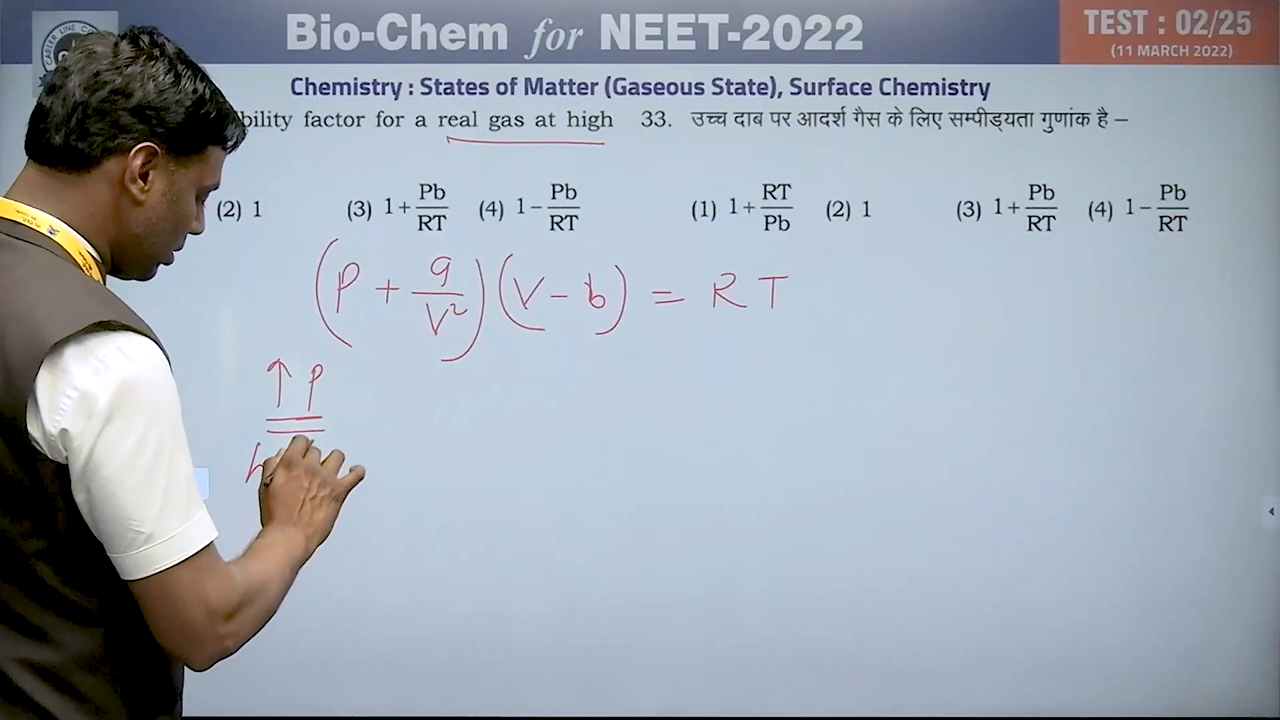 Bio-Chem for NEET-2022
TEST : 02/25
(11 MARCH 2022)
CAREER LINE
Chemistry : States of Matter (Gaseous State), Surface Chemistry
bility factor for a real gas at high
(2) 1 (3) 1+Pb/RT (4) 1−Pb/RT
33. उच्च दाब पर आदर्श गैस के लिए सम्पीड्यता गुणांक है –
(1) 1+RT/Pb (2) 1 (3) 1+Pb/RT (4) 1−Pb/RT
(P + a/V²)(V − b) = RT
↑ P